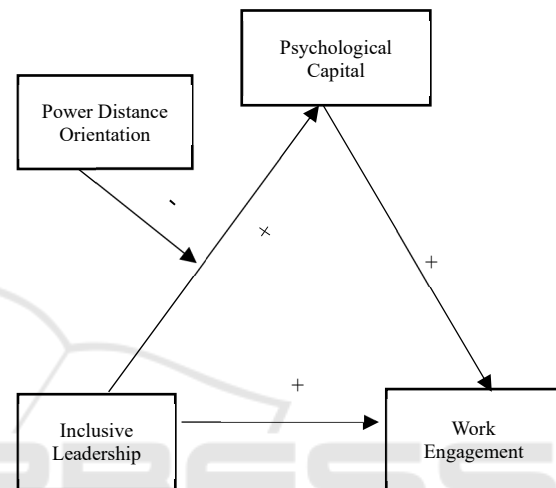 Psychological
Capital
Power Distance
Orientation
-
+
+
+
Inclusive
Leadership
Work
Engagement